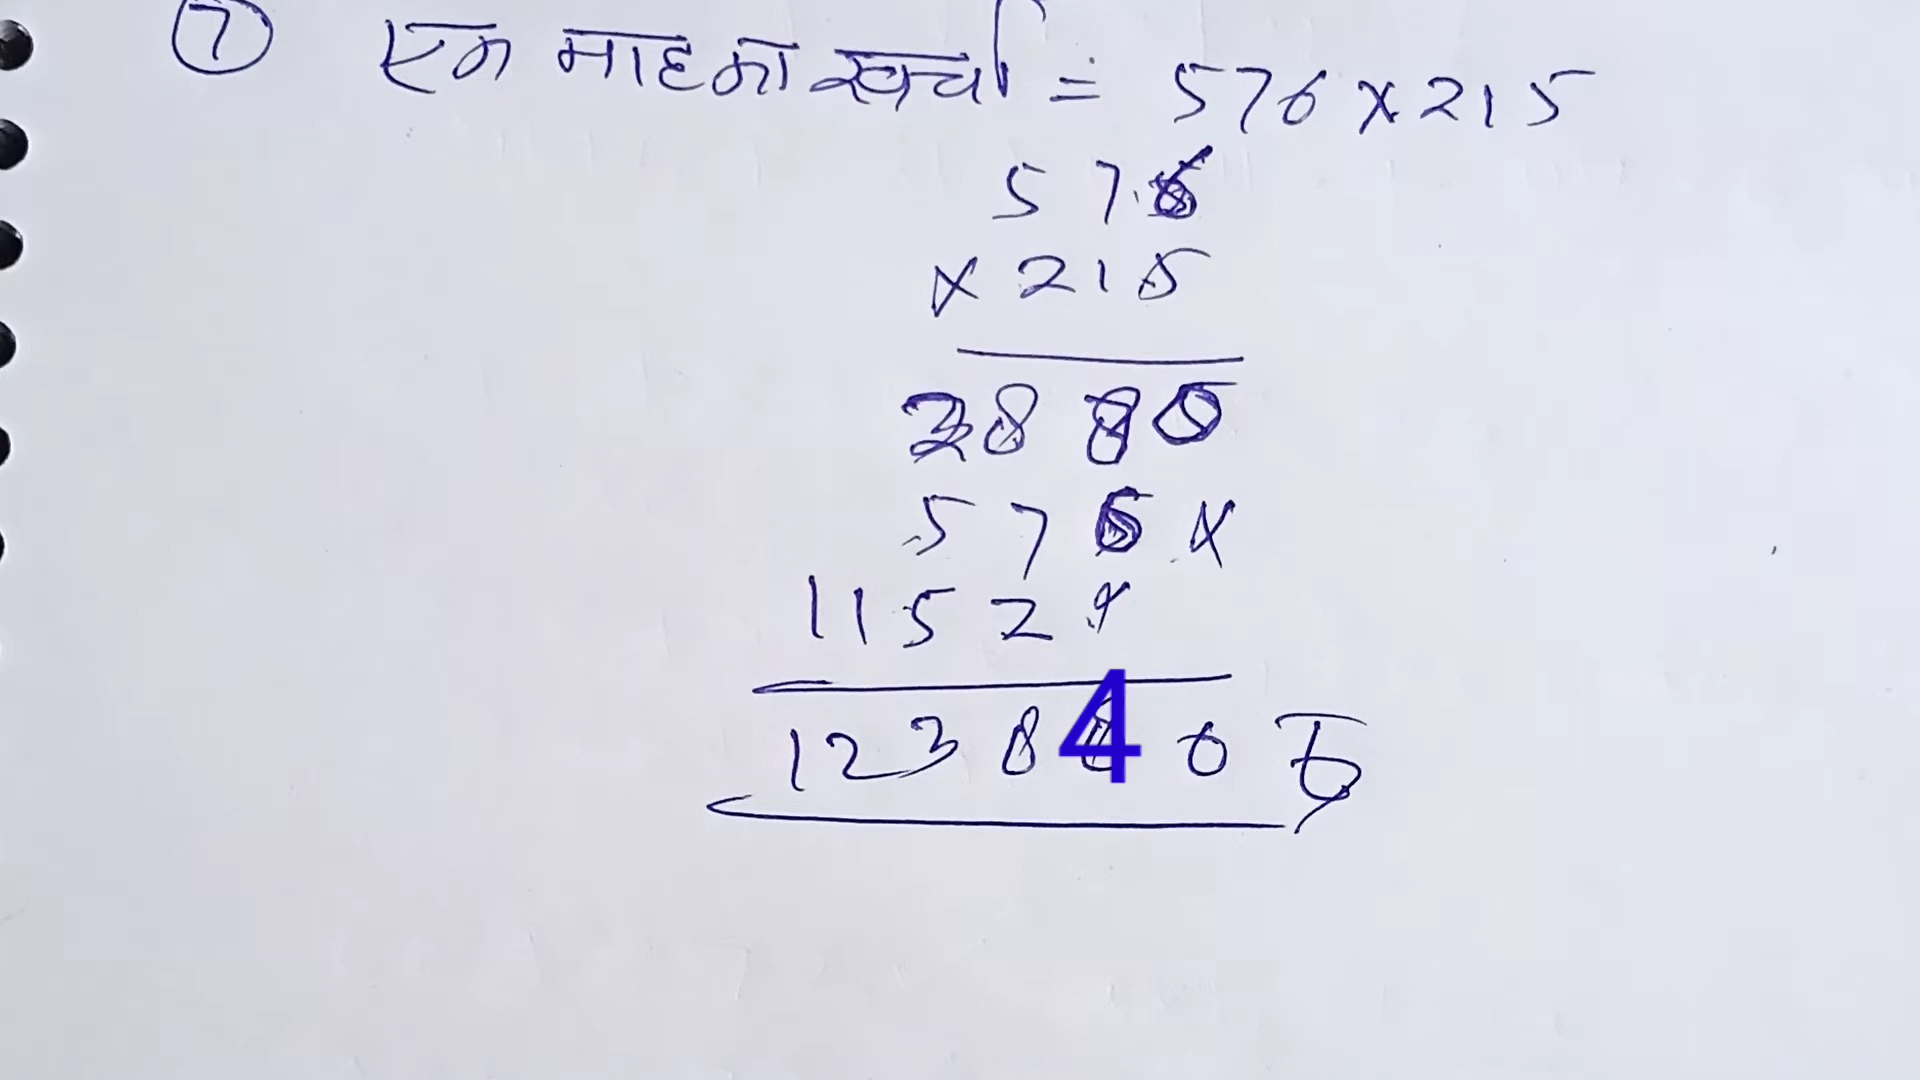 7 एक माह का खर्चा = 576 x 215
576
x 215
2880
576 x
1152 x
123840 रु